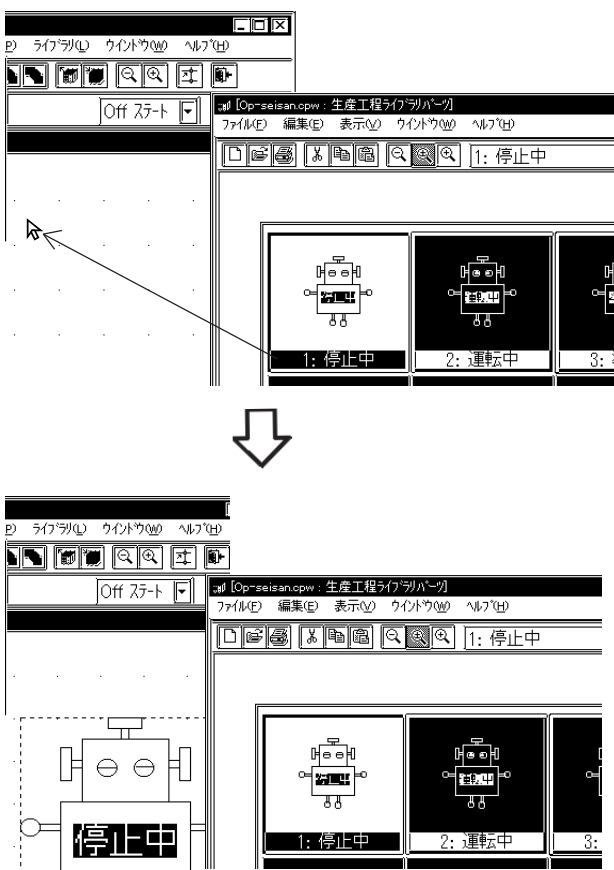 P) ライブラリ(L) ウインドウ(W) ヘルプ(H)
Off ステート
[Op-seisan.cpw : 生産工程ライブラリパーツ]
ファイル(F) 編集(E) 表示(V) ウインドウ(W) ヘルプ(H)
1: 停止中
停止中
運転中
1: 停止中
2: 運転中
3:
P) ライブラリ(L) ウインドウ(W) ヘルプ(H)
Off ステート
[Op-seisan.cpw : 生産工程ライブラリパーツ]
ファイル(F) 編集(E) 表示(V) ウインドウ(W) ヘルプ(H)
1: 停止中
停止中
停止中
運転中
1: 停止中
2: 運転中
3: